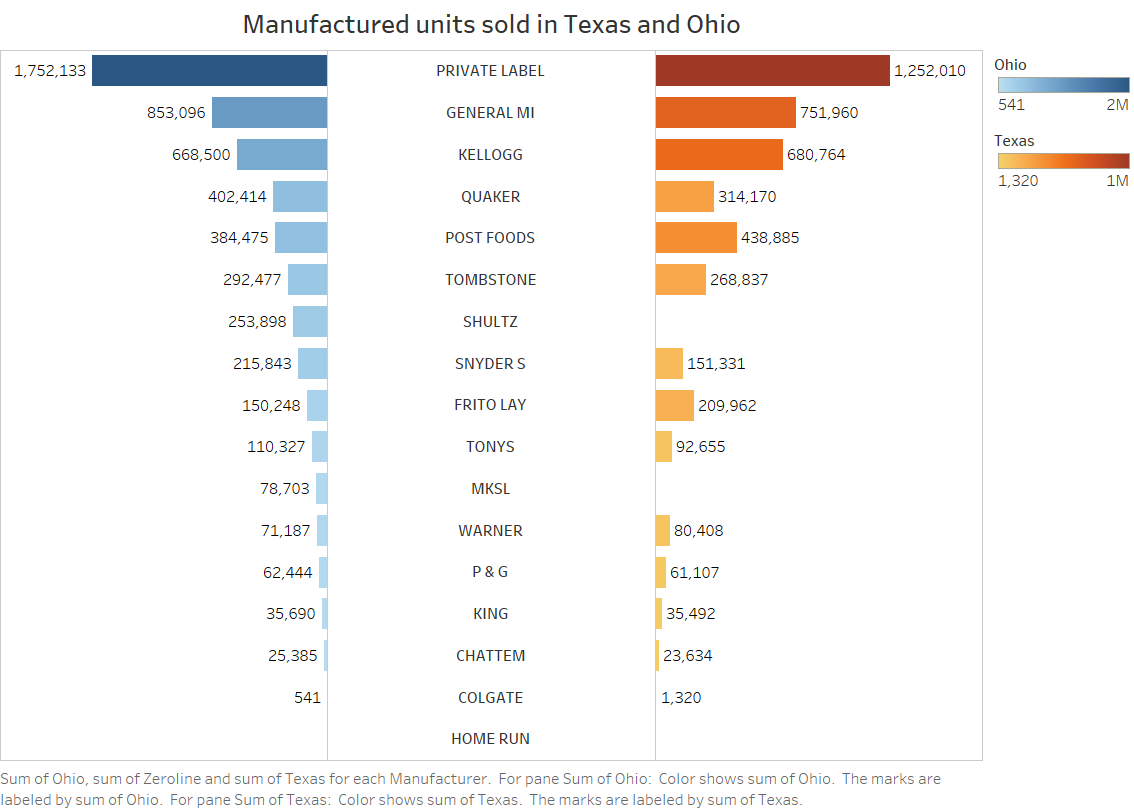 Manufactured units sold in Texas and Ohio
1,752,133 PRIVATE LABEL 1,252,010
853,096 GENERAL MI 751,960
668,500 KELLOGG 680,764
402,414 QUAKER 314,170
384,475 POST FOODS 438,885
292,477 TOMBSTONE 268,837
253,898 SHULTZ
215,843 SNYDER S 151,331
150,248 FRITO LAY 209,962
110,327 TONYS 92,655
78,703 MKSL
71,187 WARNER 80,408
62,444 P & G 61,107
35,690 KING 35,492
25,385 CHATTEM 23,634
541 COLGATE 1,320
HOME RUN
Ohio
541 2M
Texas
1,320 1M
Sum of Ohio, sum of Zeroline and sum of Texas for each Manufacturer.  For pane Sum of Ohio:  Color shows sum of Ohio.  The marks are
labeled by sum of Ohio.  For pane Sum of Texas:  Color shows sum of Texas.  The marks are labeled by sum of Texas.